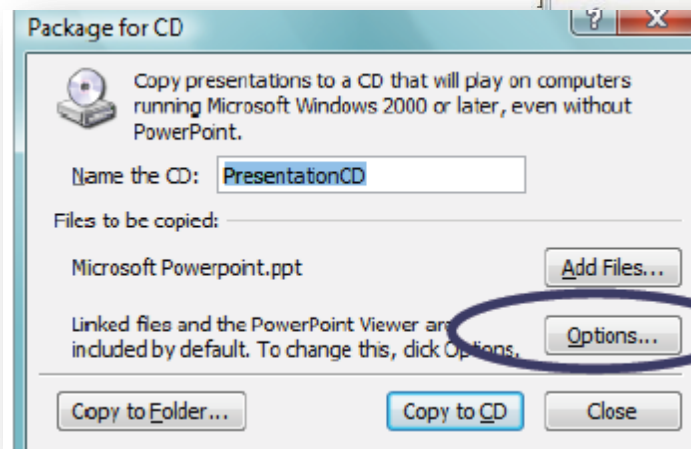 Package for CD
?
X
Copy presentations to a CD that will play on computers
running Microsoft Windows 2000 or later, even without
PowerPoint.
Name the CD: PresentationCD
Files to be copied:
Microsoft Powerpoint.ppt
Add Files...
Linked files and the PowerPoint Viewer are
included by default. To change this, click Options.
Options...
Copy to Folder...
Copy to CD
Close